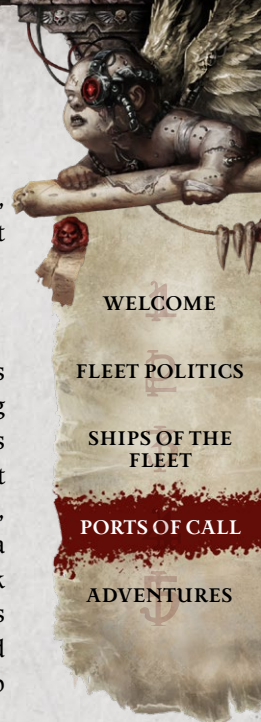 WELCOME
FLEET POLITICS
SHIPS OF THE
FLEET
PORTS OF CALL
ADVENTURES